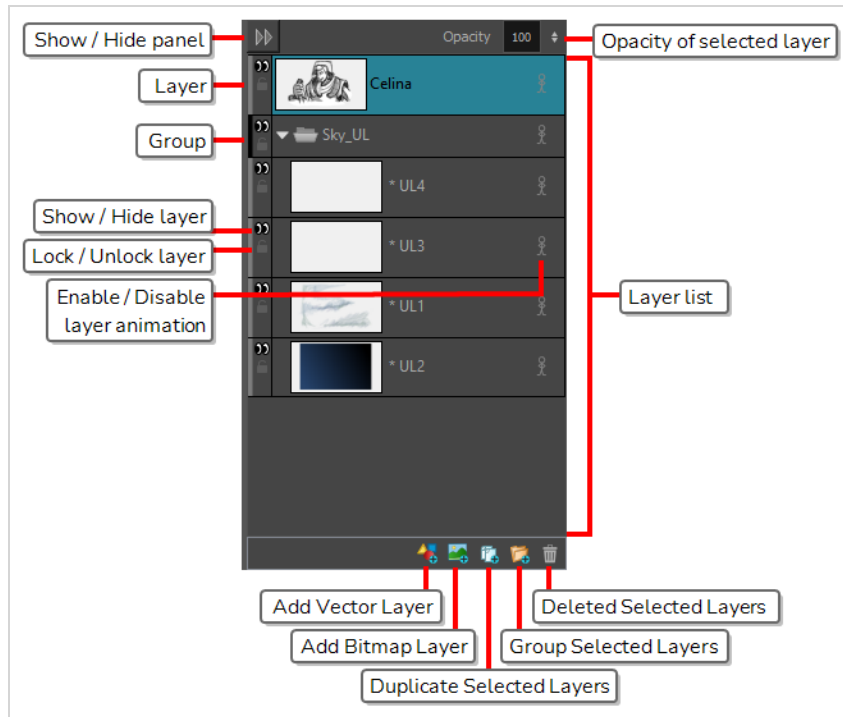 Show / Hide panel
Opacity 100
Opacity of selected layer
Layer
Celina
Group
Sky_UL
* UL4
Show / Hide layer
Lock / Unlock layer
* UL3
Enable / Disable
layer animation
* UL1
Layer list
* UL2
Add Vector Layer
Deleted Selected Layers
Add Bitmap Layer
Group Selected Layers
Duplicate Selected Layers